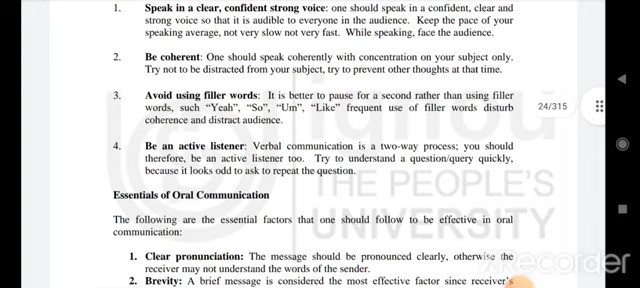 1. Speak in a clear, confident strong voice: one should speak in a confident, clear and
strong voice so that it is audible to everyone in the audience. Keep the pace of your
speaking average, not very slow not very fast. While speaking, face the audience.
2. Be coherent: One should speak coherently with concentration on your subject only.
Try not to be distracted from your subject, try to prevent other thoughts at that time.
3. Avoid using filler words: It is better to pause for a second rather than using filler
words, such “Yeah”, “So”, “Um”, “Like” frequent use of filler words disturb
coherence and distract audience.
24/315
4. Be an active listener: Verbal communication is a two-way process; you should
therefore, be an active listener too. Try to understand a question/query quickly,
because it looks odd to ask to repeat the question.
ignou
THE PEOPLE'S
UNIVERSITY
Essentials of Oral Communication
The following are the essential factors that one should follow to be effective in oral
communication:
1. Clear pronunciation: The message should be pronounced clearly, otherwise the
receiver may not understand the words of the sender.
2. Brevity: A brief message is considered the most effective factor since receiver's
XRecorder